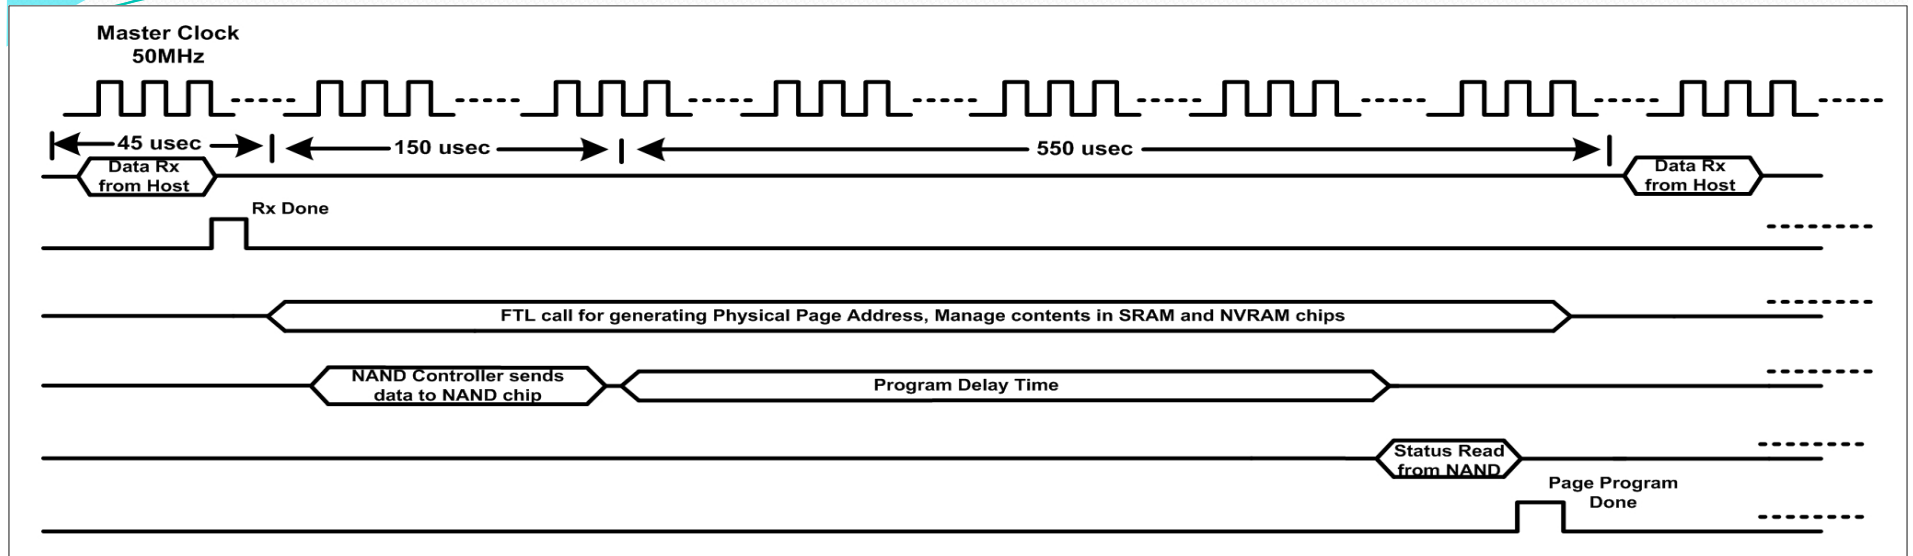 Master Clock
50MHz
45 usec
150 usec
550 usec
Data Rx
from Host
Data Rx
from Host
Rx Done
FTL call for generating Physical Page Address, Manage contents in SRAM and NVRAM chips
NAND Controller sends
data to NAND chip
Program Delay Time
Status Read
from NAND
Page Program
Done